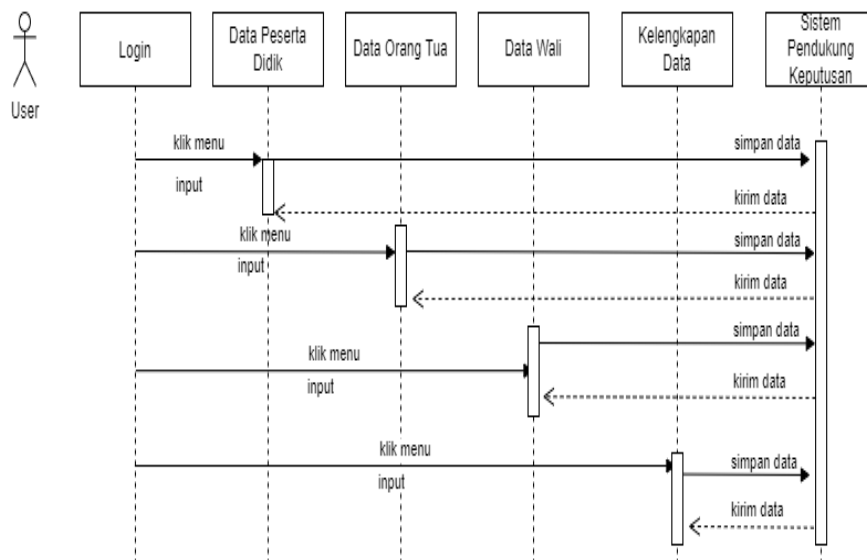 User
Login
Data Peserta
Didik
Data Orang Tua
Data Wali
Kelengkapan
Data
Sistem
Pendukung
Keputusan
klik menu
input
simpan data
kirim data
klik menu
input
simpan data
kirim data
klik menu
input
simpan data
kirim data
klik menu
input
simpan data
kirim data